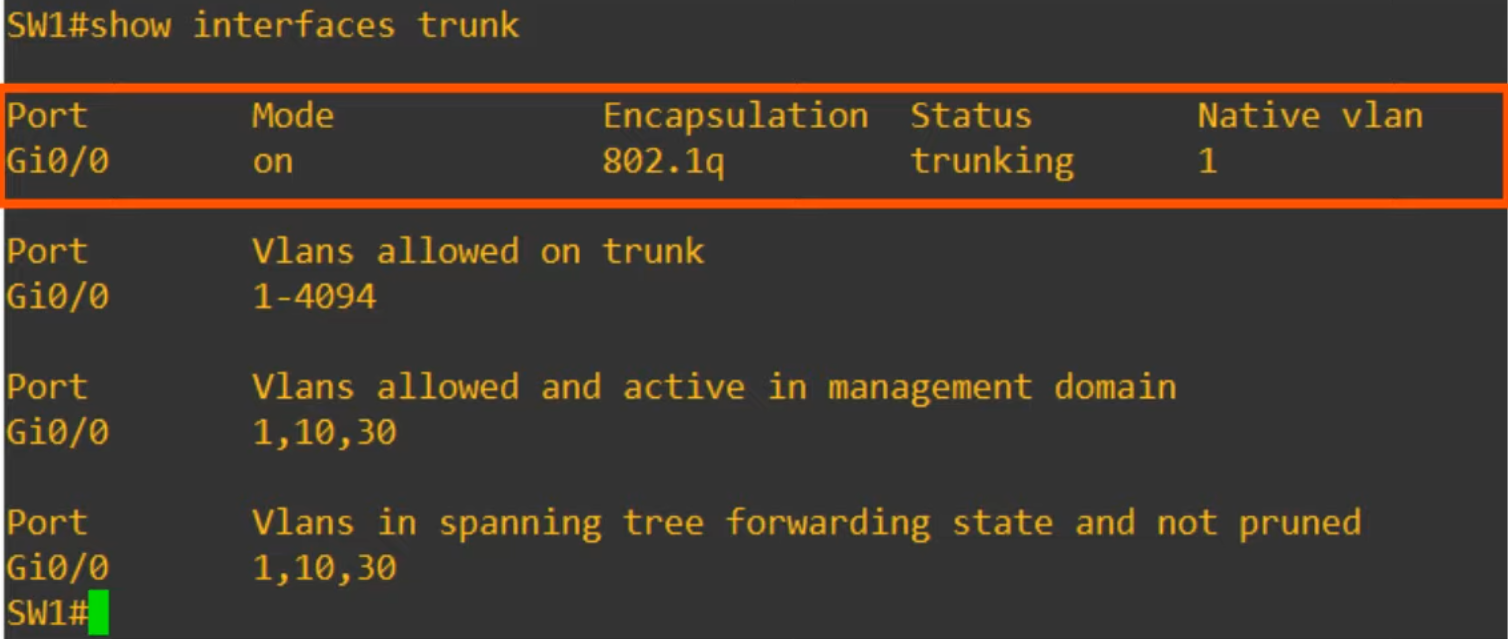 SW1#show interfaces trunk
Port Mode Encapsulation Status Native vlan
Gi0/0 on 802.1q trunking 1
Port Vlans allowed on trunk
Gi0/0 1-4094
Port Vlans allowed and active in management domain
Gi0/0 1,10,30
Port Vlans in spanning tree forwarding state and not pruned
Gi0/0 1,10,30
SW1#